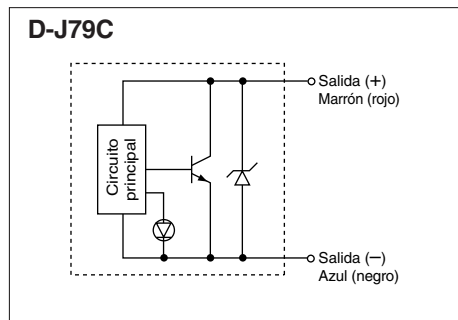 D-J79C
Salida (+)
Marrón (rojo)
Circuito
principal
Salida (−)
Azul (negro)